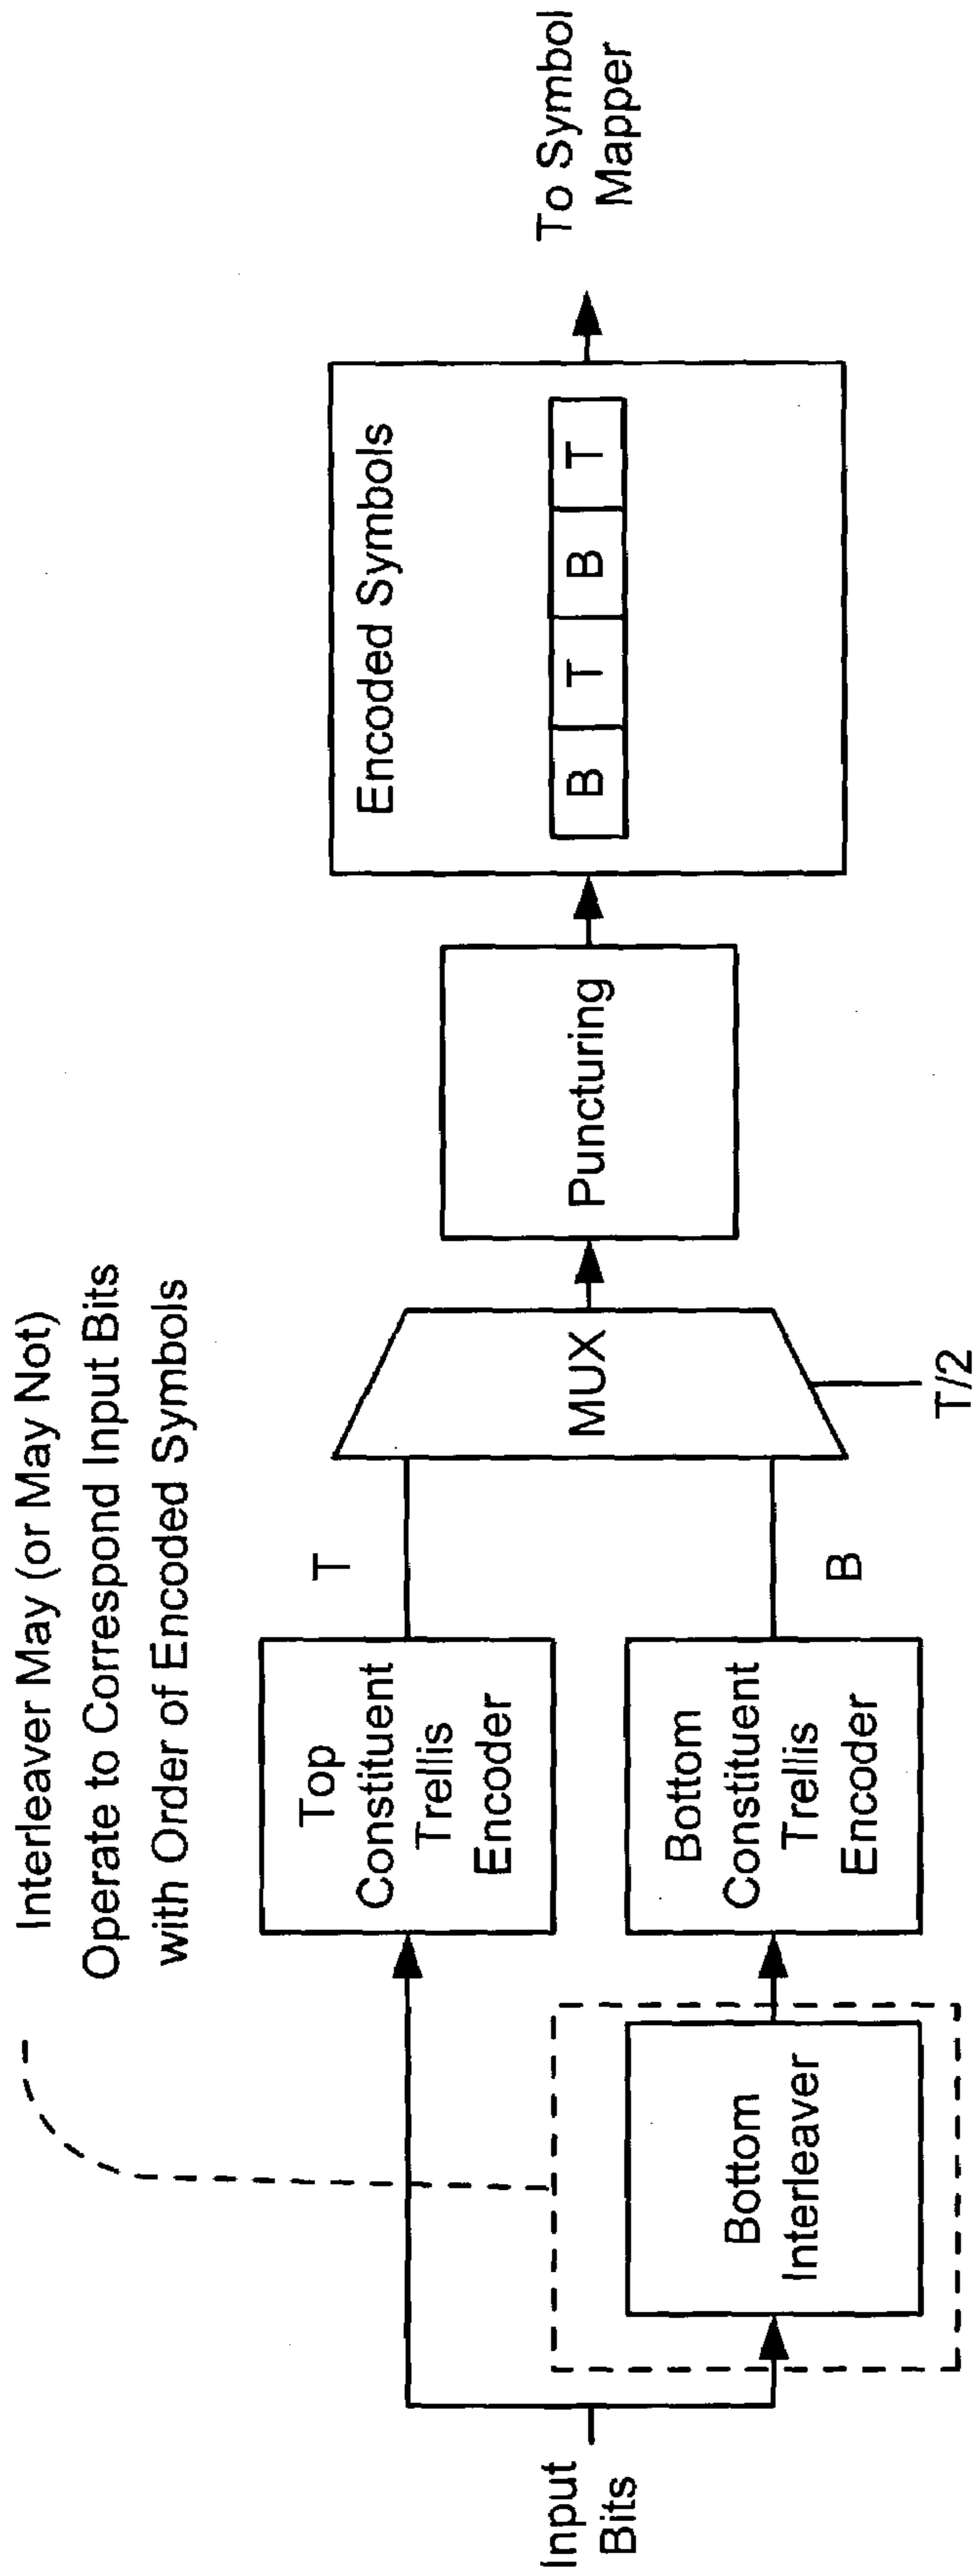 Interleaver May (or May Not)
Operate to Correspond Input Bits
with Order of Encoded Symbols
Input
Bits
Bottom
Interleaver
Top
Constituent
Trellis
Encoder
Bottom
Constituent
Trellis
Encoder
T
B
MUX
T/2
Puncturing
Encoded Symbols
B
T
B
T
To Symbol
Mapper